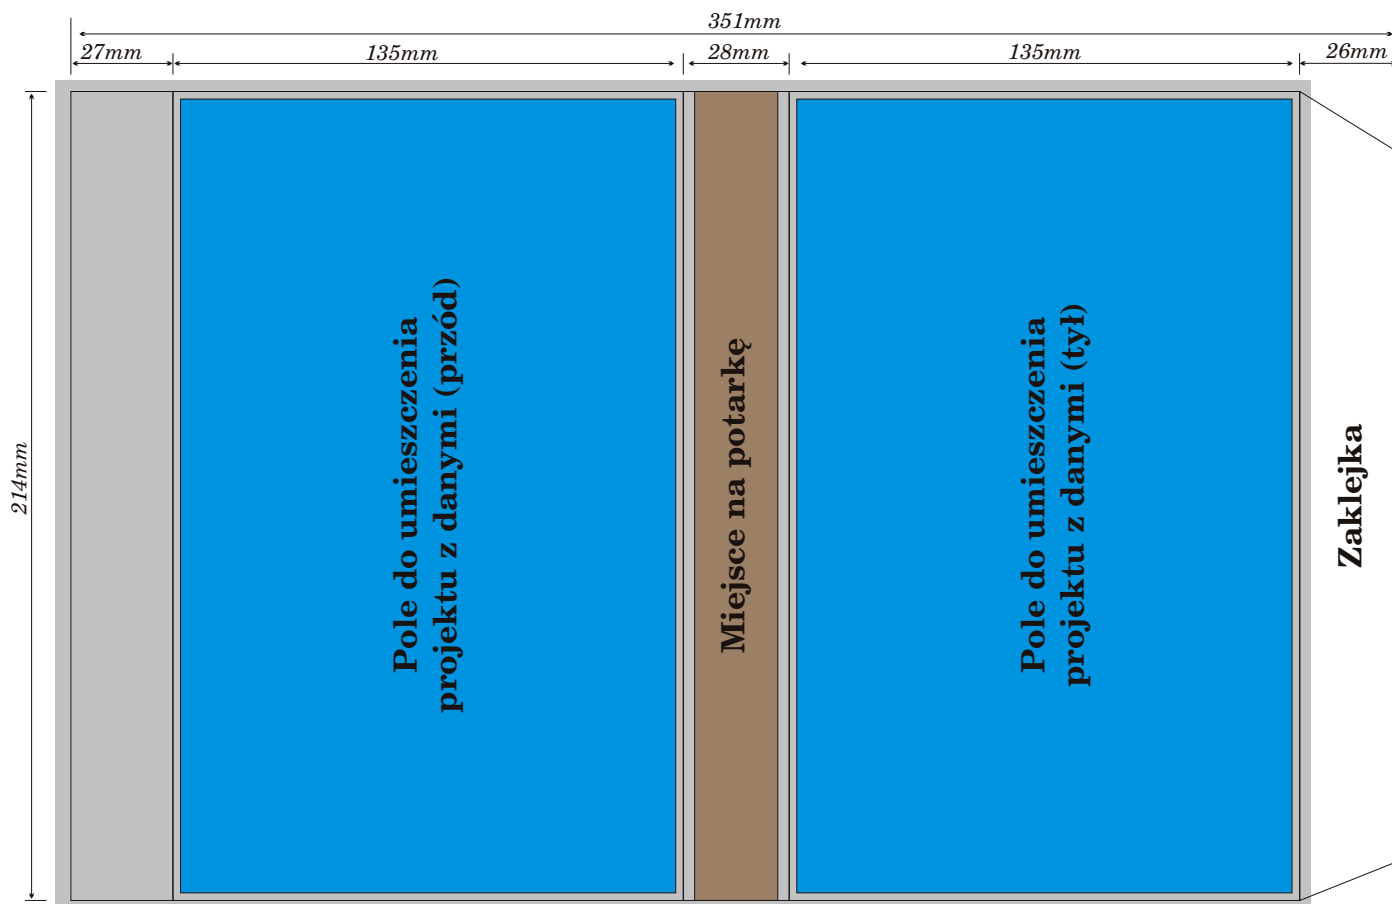 351mm
27mm
135mm
28mm
135mm
26mm
214mm
Pole do umieszczenia
projektu z danymi (przód)
Miejsce na potarkę
Pole do umieszczenia
projektu z danymi (tył)
Zaklejka